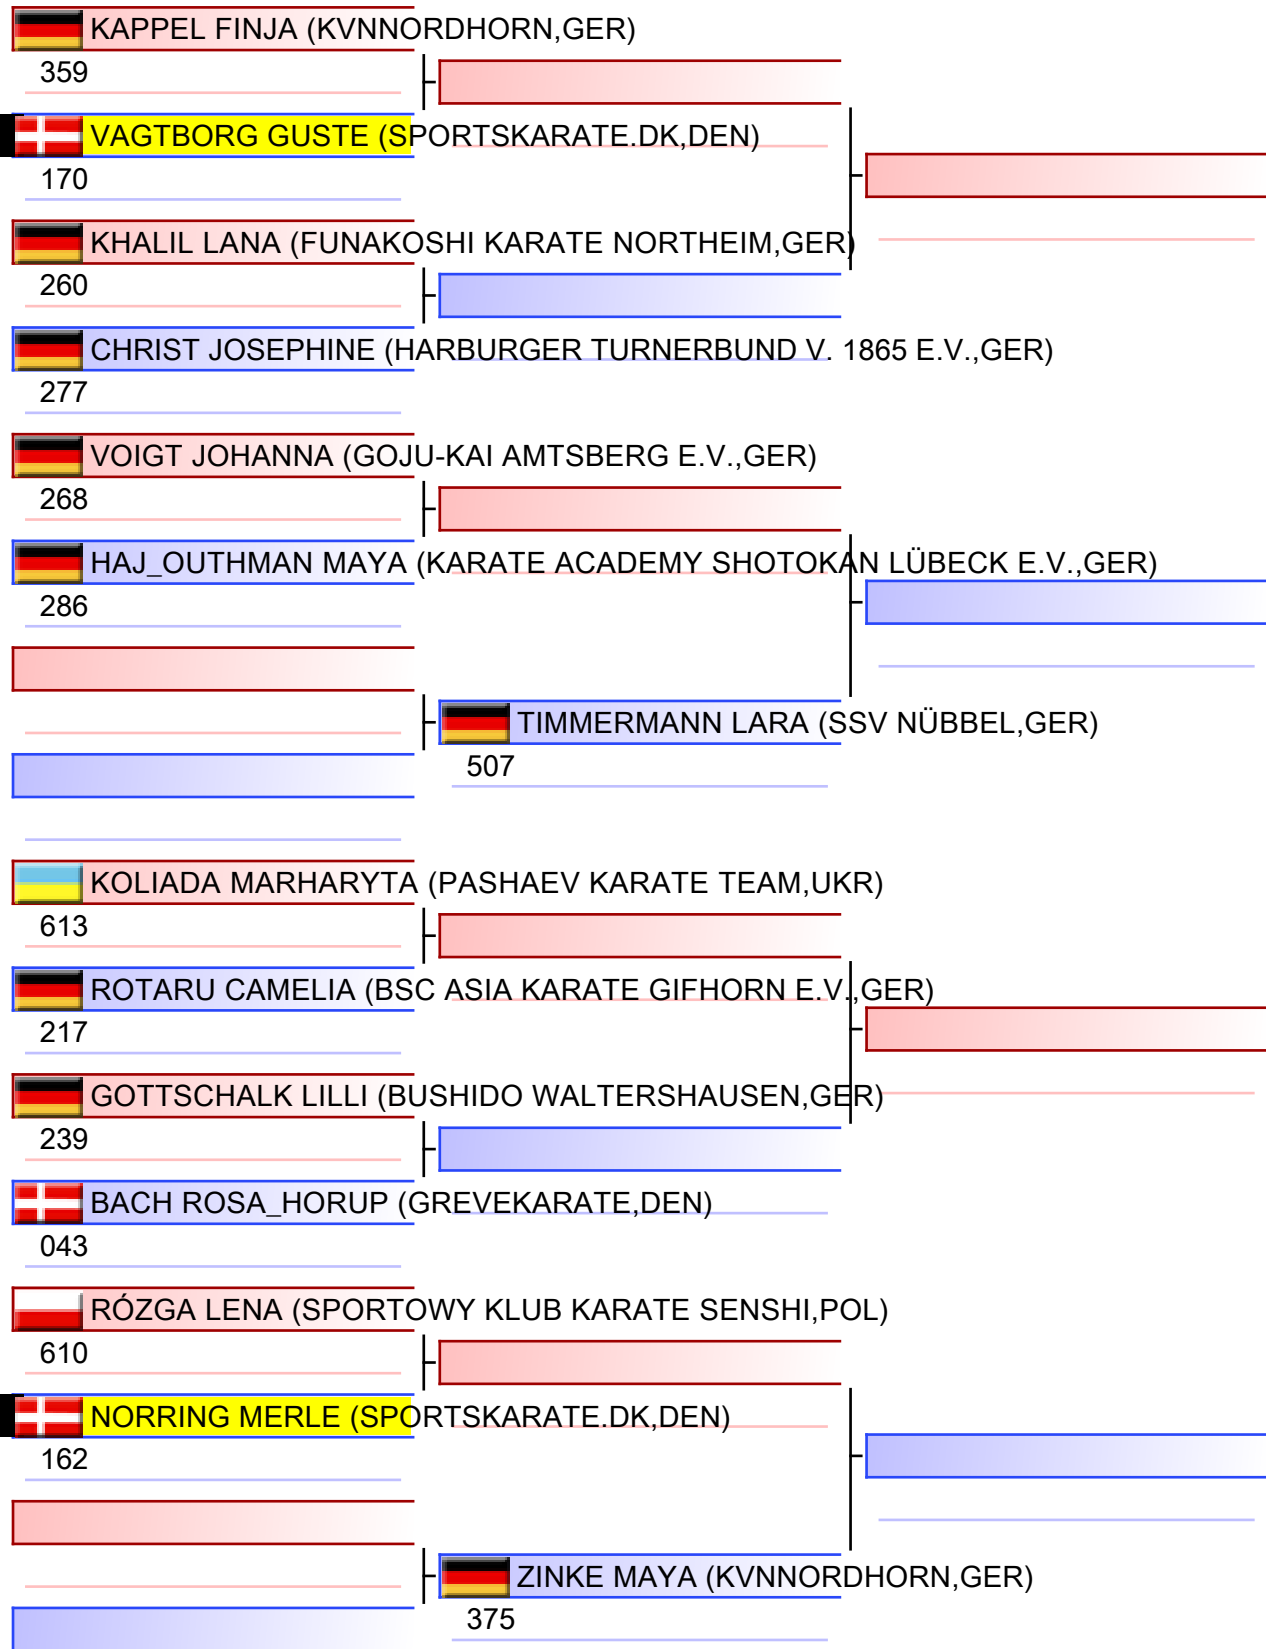 KAPPEL FINJA (KVNNORDHORN,GER)
359
VAGTBORG GUSTE (SPORTSKARATE.DK,DEN)
170
KHALIL LANA (FUNAKOSHI KARATE NORTHEIM,GER)
260
CHRIST JOSEPHINE (HARBURGER TURNERBUND V. 1865 E.V.,GER)
277
VOIGT JOHANNA (GOJU-KAI AMTSBERG E.V.,GER)
268
HAJ_OUTHMAN MAYA (KARATE ACADEMY SHOTOKAN LÜBECK E.V.,GER)
286
TIMMERMANN LARA (SSV NÜBBEL,GER)
507
KOLIADA MARHARYTA (PASHAEV KARATE TEAM,UKR)
613
ROTARU CAMELIA (BSC ASIA KARATE GIFHORN E.V.,GER)
217
GOTTSCHALK LILLI (BUSHIDO WALTERSHAUSEN,GER)
239
BACH ROSA_HORUP (GREVEKARATE,DEN)
043
RÓZGA LENA (SPORTOWY KLUB KARATE SENSHI,POL)
610
NORRING MERLE (SPORTSKARATE.DK,DEN)
162
ZINKE MAYA (KVNNORDHORN,GER)
375